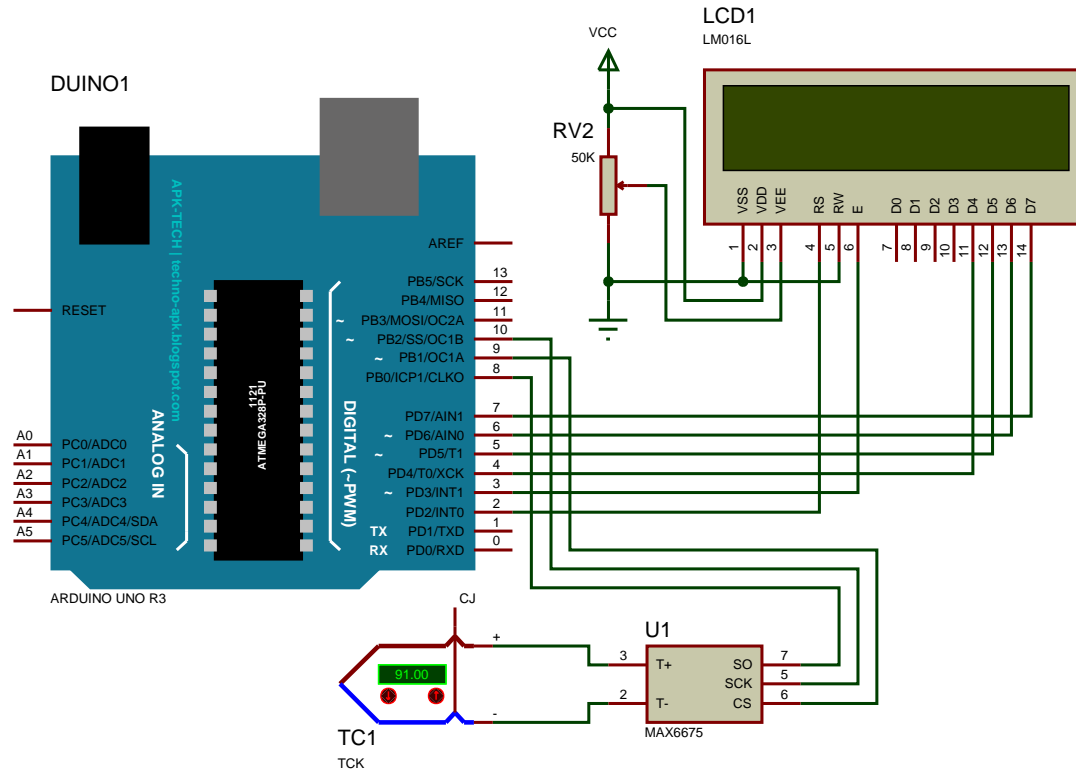 LCD1
LM016L
VCC
DUINO1
RV2
50K
VSS
VDD
VEE
RS
RW
E
D0
D1
D2
D3
D4
D5
D6
D7
1
2
3
4
5
6
7
8
9
10
11
12
13
14
APK-TECH | techno-apk.blogspot.com
RESET
AREF
PB5/SCK 13
PB4/MISO 12
~ PB3/MOSI/OC2A 11
~ PB2/SS/OC1B 10
~ PB1/OC1A 9
PB0/ICP1/CLKO 8
PD7/AIN1 7
~ PD6/AIN0 6
~ PD5/T1 5
PD4/T0/XCK 4
~ PD3/INT1 3
PD2/INT0 2
TX PD1/TXD 1
RX PD0/RXD 0
1121
ATMEGA328P-PU
DIGITAL (~PWM)
ANALOG IN
A0 PC0/ADC0
A1 PC1/ADC1
A2 PC2/ADC2
A3 PC3/ADC3
A4 PC4/ADC4/SDA
A5 PC5/ADC5/SCL
ARDUINO UNO R3
CJ
+
-
91.00
TC1
TCK
U1
3 T+
2 T-
SO 7
SCK 5
CS 6
MAX6675